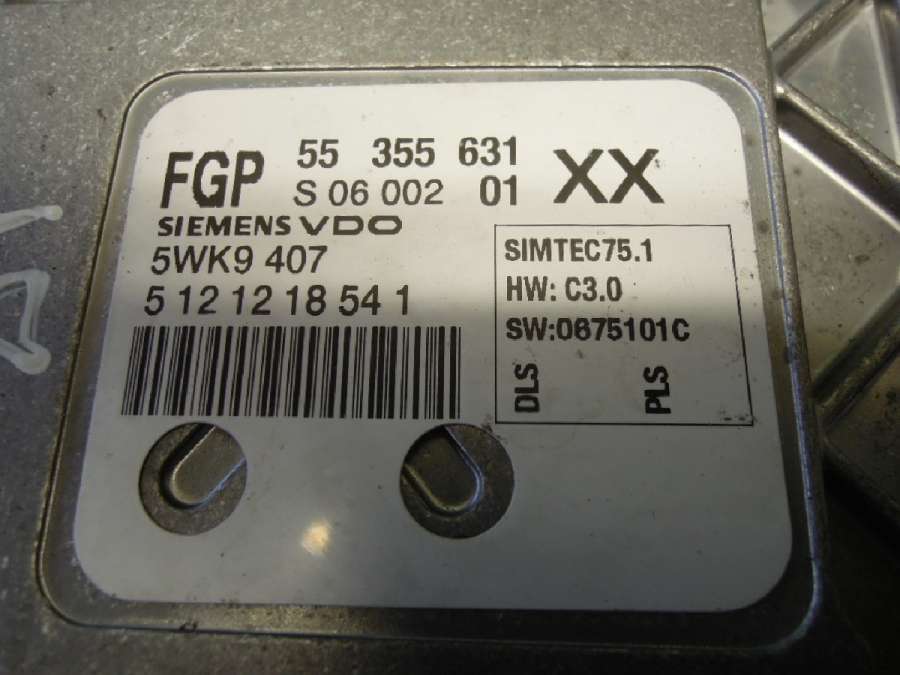 FGP 55 355 631 XX
S 06 002 01
SIEMENS VDO
5WK9 407
5 12 12 18 54 1
SIMTEC75.1
HW: C3.0
SW:0675101C
DLS PLS